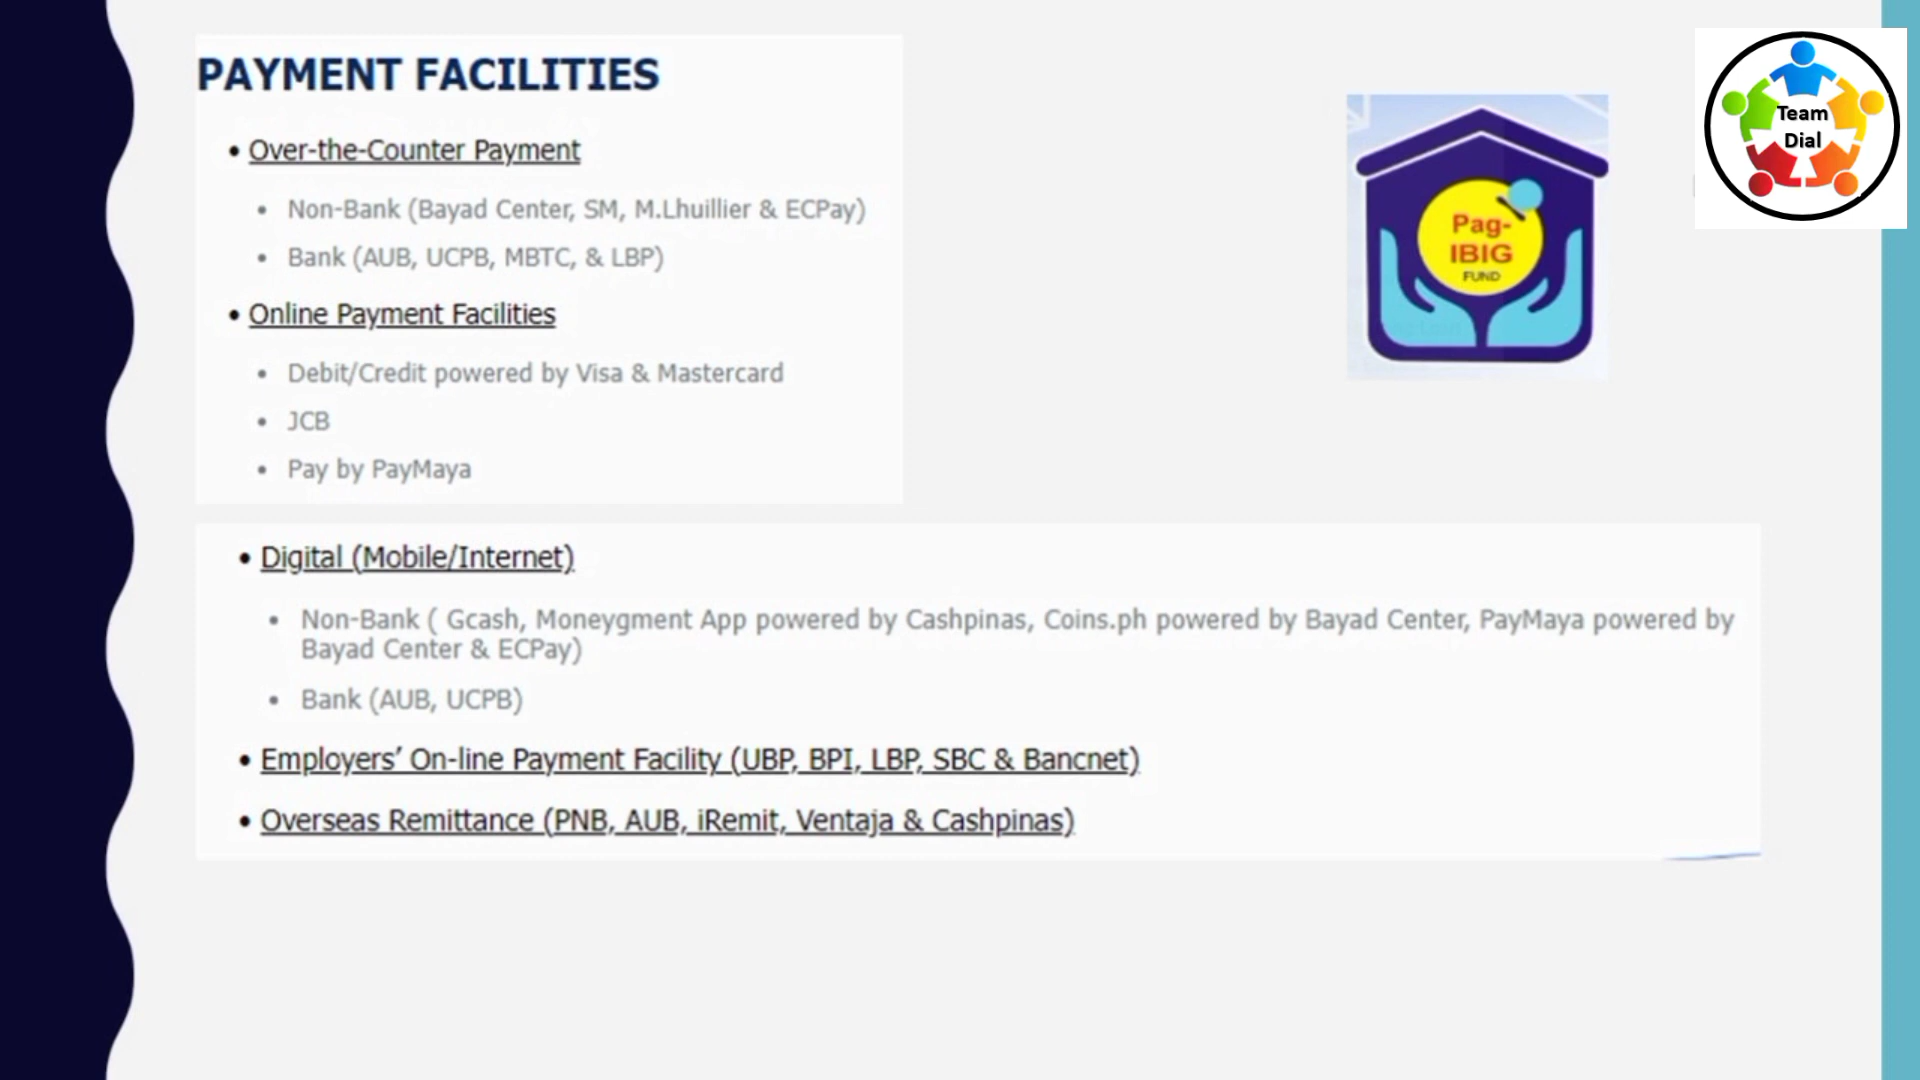 PAYMENT FACILITIES
• Over-the-Counter Payment
• Non-Bank (Bayad Center, SM, M.Lhuillier & ECPay)
• Bank (AUB, UCPB, MBTC, & LBP)
• Online Payment Facilities
• Debit/Credit powered by Visa & Mastercard
• JCB
• Pay by PayMaya
Pag-
IBIG
FUND
Team
Dial
• Digital (Mobile/Internet)
• Non-Bank ( Gcash, Moneygment App powered by Cashpinas, Coins.ph powered by Bayad Center, PayMaya powered by
Bayad Center & ECPay)
• Bank (AUB, UCPB)
• Employers’ On-line Payment Facility (UBP, BPI, LBP, SBC & Bancnet)
• Overseas Remittance (PNB, AUB, iRemit, Ventaja & Cashpinas)